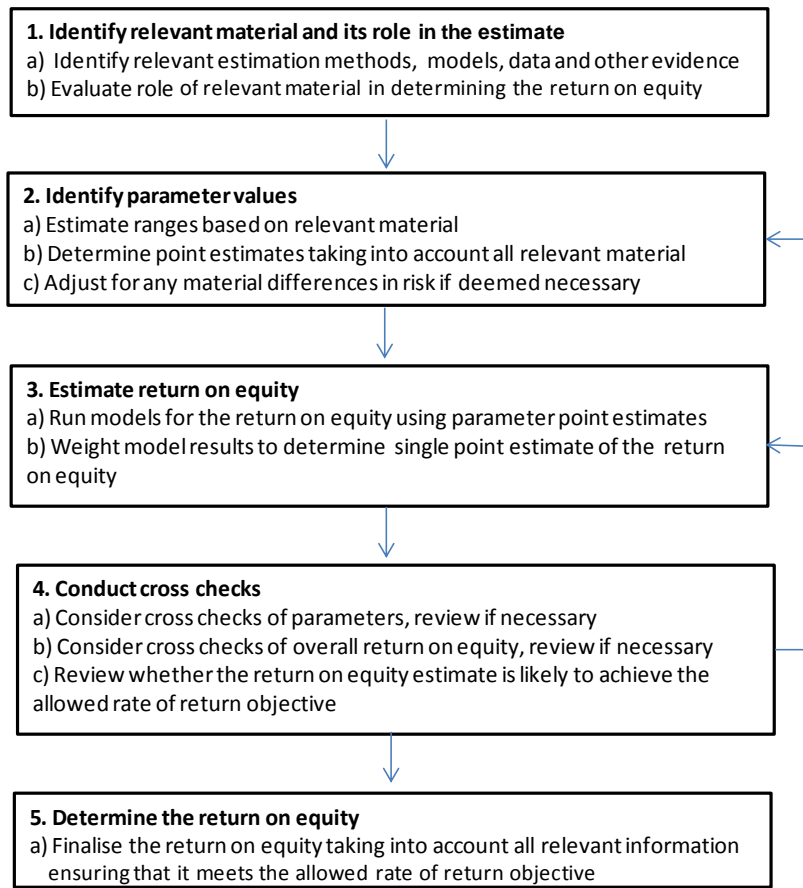 1. Identify relevant material and its role in the estimate
a) Identify relevant estimation methods, models, data and other evidence
b) Evaluate role of relevant material in determining the return on equity
2. Identify parameter values
a) Estimate ranges based on relevant material
b) Determine point estimates taking into account all relevant material
c) Adjust for any material differences in risk if deemed necessary
3. Estimate return on equity
a) Run models for the return on equity using parameter point estimates
b) Weight model results to determine single point estimate of the return
on equity
4. Conduct cross checks
a) Consider cross checks of parameters, review if necessary
b) Consider cross checks of overall return on equity, review if necessary
c) Review whether the return on equity estimate is likely to achieve the
allowed rate of return objective
5. Determine the return on equity
a) Finalise the return on equity taking into account all relevant information
ensuring that it meets the allowed rate of return objective